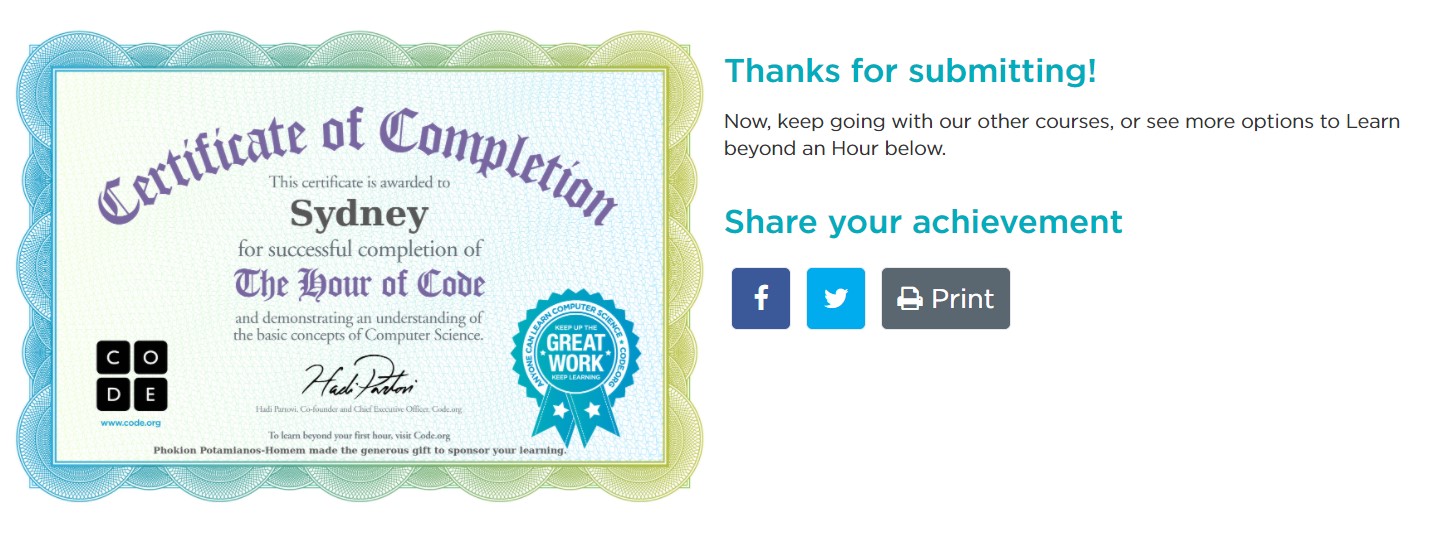 Certificate of Completion
This certificate is awarded to
Sydney
for successful completion of
The Hour of Code
and demonstrating an understanding of
the basic concepts of Computer Science.
C O
D E
www.code.org
Hadi Partovi
Hadi Partovi, Co-founder and Chief Executive Officer, Code.org
To learn beyond your first hour, visit Code.org
Phokion Potamianos-Homem made the generous gift to sponsor your learning.
ANYONE CAN LEARN COMPUTER SCIENCE ★ CODE.ORG
KEEP UP THE
GREAT
WORK
KEEP LEARNING
Thanks for submitting!
Now, keep going with our other courses, or see more options to Learn
beyond an Hour below.
Share your achievement
Print